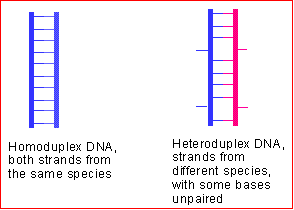 Homoduplex DNA,
both strands from
the same species
Heteroduplex DNA,
strands from
different species,
with some bases
unpaired